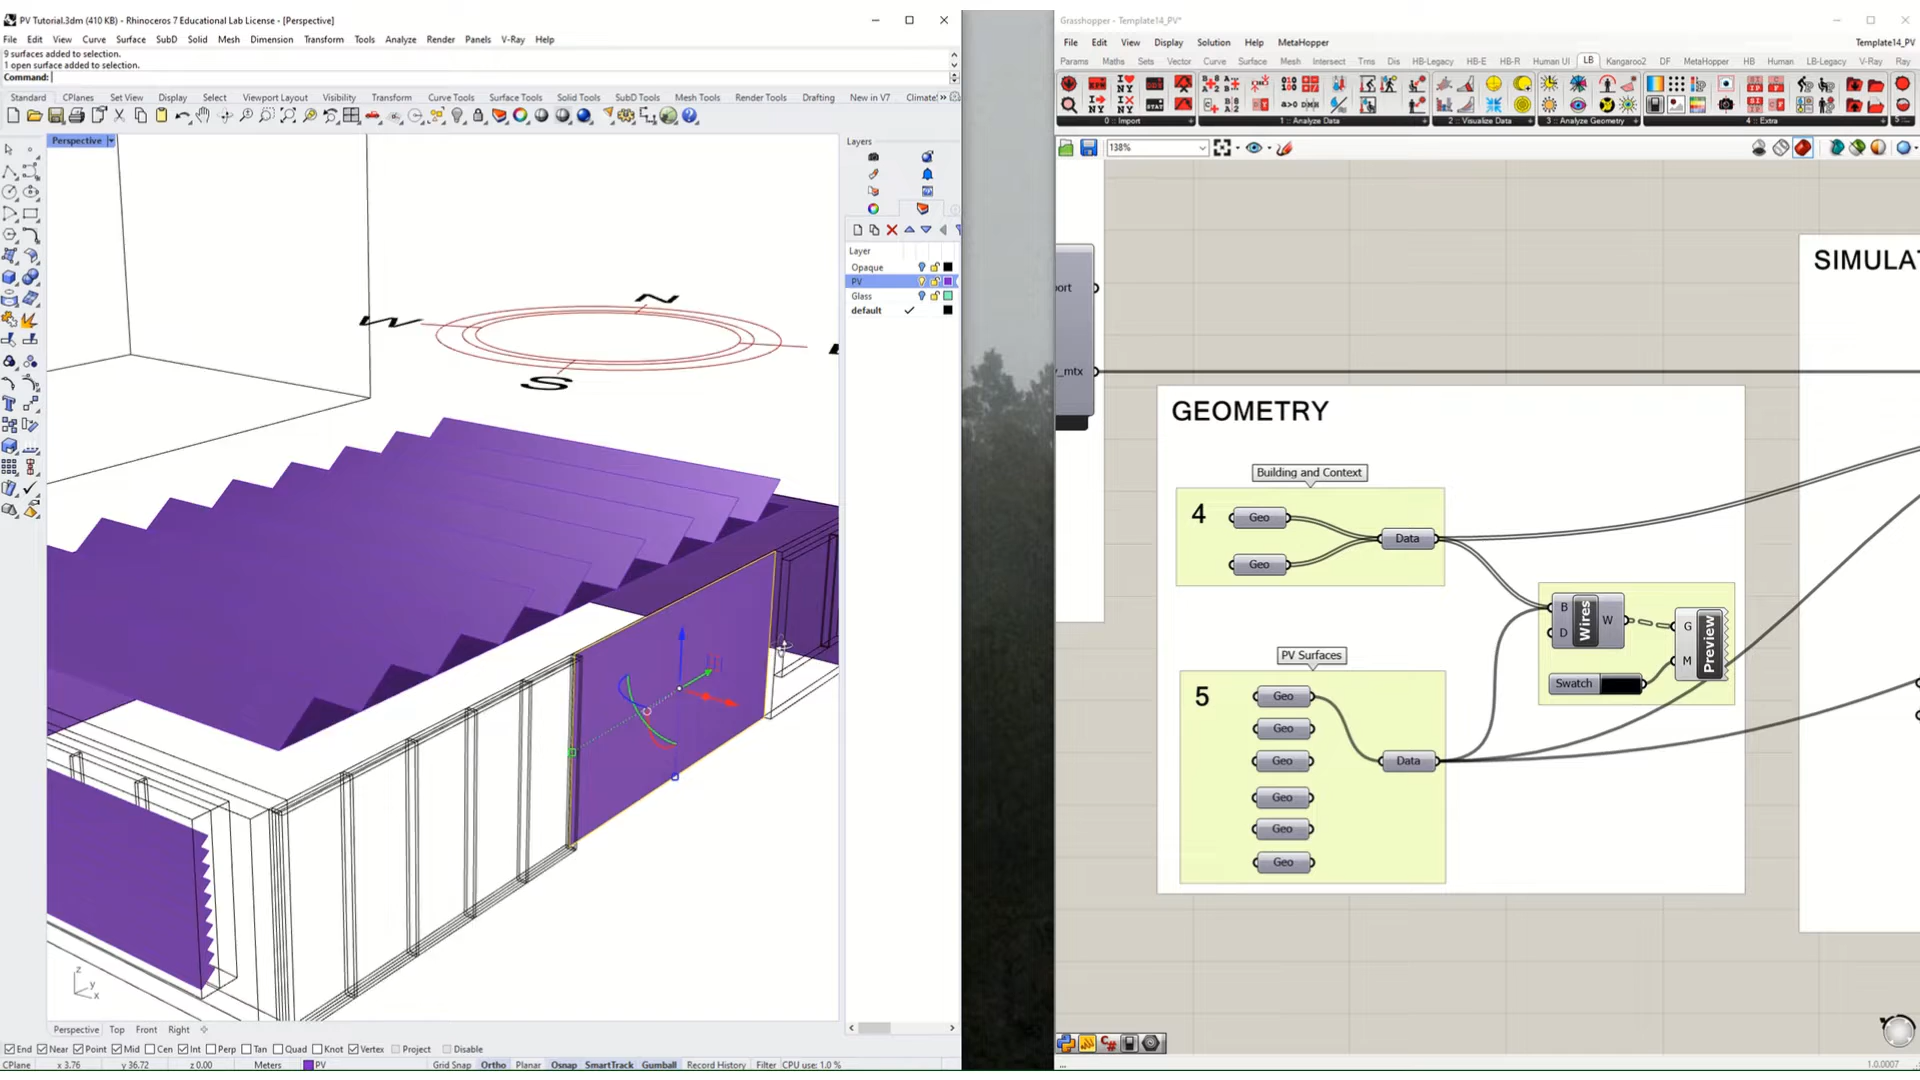 PV Tutorial.3dm (410 KB) - Rhinoceros 7 Educational Lab License - [Perspective]
File Edit View Curve Surface SubD Solid Mesh Dimension Transform Tools Analyze Render Panels V-Ray Help
9 surfaces added to selection.
1 open surface added to selection.
Command:
Standard CPlanes Set View Display Select Viewport Layout Visibility Transform Curve Tools Surface Tools Solid Tools SubD Tools Mesh Tools Render Tools Drafting New in V7 Climate
Perspective
Layers
Layer
Opaque
PV
Glass
default
N
W
S
z
y
x
Perspective Top Front Right
End Near Point Mid Cen Int Perp Tan Quad Knot Vertex Project Disable
CPlane x 3.76 y 36.72 z 0.00 Meters PV Grid Snap Ortho Planar Osnap SmartTrack Gumball Record History Filter CPU use: 1.0 %
Grasshopper - Template14_PV*
File Edit View Display Solution Help MetaHopper Template14_PV
Params Maths Sets Vector Curve Surface Mesh Intersect Trns Dis HB-Legacy HB-E HB-R Human UI LB Kangaroo2 DF MetaHopper HB Human LB-Legacy V-Ray Ray
0 :: Import 1 :: Analyze Data 2 :: Visualize Data 3 :: Analyze Geometry 4 :: Extra 5 ::
138%
SIMULAT
ort
y_mtx
GEOMETRY
Building and Context
4
Geo
Geo
Data
B
D
Wires
W
G
M
Preview
Swatch
PV Surfaces
5
Geo
Geo
Geo
Geo
Geo
Geo
Data
...
1.0.0007